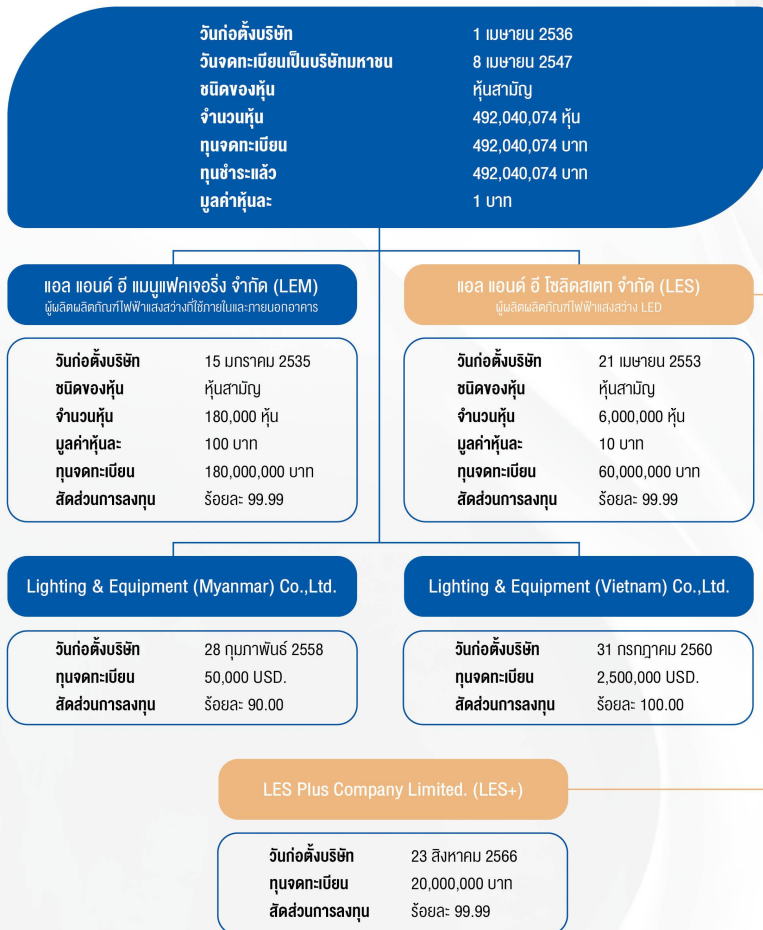 วันก่อตั้งบริษัท 1 เมษายน 2536
วันจดทะเบียนเป็นบริษัทมหาชน 8 เมษายน 2547
ชนิดของหุ้น หุ้นสามัญ
จำนวนหุ้น 492,040,074 หุ้น
ทุนจดทะเบียน 492,040,074 บาท
ทุนชำระแล้ว 492,040,074 บาท
มูลค่าหุ้นละ 1 บาท
แอล แอนด์ อี แมนูแฟคเจอริ่ง จำกัด (LEM)
ผู้ผลิตผลิตภัณฑ์ไฟฟ้าแสงสว่างที่ใช้ภายในและภายนอกอาคาร
วันก่อตั้งบริษัท 15 มกราคม 2535
ชนิดของหุ้น หุ้นสามัญ
จำนวนหุ้น 180,000 หุ้น
มูลค่าหุ้นละ 100 บาท
ทุนจดทะเบียน 180,000,000 บาท
สัดส่วนการลงทุน ร้อยละ 99.99
แอล แอนด์ อี โซลิดสเตท จำกัด (LES)
ผู้ผลิตผลิตภัณฑ์ไฟฟ้าแสงสว่าง LED
วันก่อตั้งบริษัท 21 เมษายน 2553
ชนิดของหุ้น หุ้นสามัญ
จำนวนหุ้น 6,000,000 หุ้น
มูลค่าหุ้นละ 10 บาท
ทุนจดทะเบียน 60,000,000 บาท
สัดส่วนการลงทุน ร้อยละ 99.99
Lighting & Equipment (Myanmar) Co.,Ltd.
วันก่อตั้งบริษัท 28 กุมภาพันธ์ 2558
ทุนจดทะเบียน 50,000 USD.
สัดส่วนการลงทุน ร้อยละ 90.00
Lighting & Equipment (Vietnam) Co.,Ltd.
วันก่อตั้งบริษัท 31 กรกฎาคม 2560
ทุนจดทะเบียน 2,500,000 USD.
สัดส่วนการลงทุน ร้อยละ 100.00
LES Plus Company Limited. (LES+)
วันก่อตั้งบริษัท 23 สิงหาคม 2566
ทุนจดทะเบียน 20,000,000 บาท
สัดส่วนการลงทุน ร้อยละ 99.99